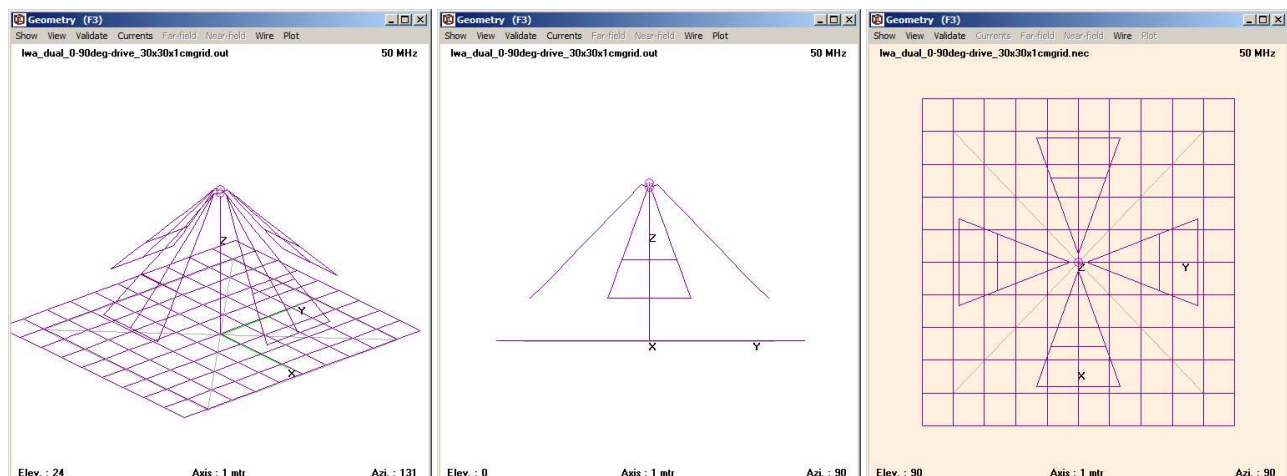 Geometry (F3)
Show View Validate Currents Far-field Near-field Wire Plot
lwa_dual_0-90deg-drive_30x30x1cmgrid.out 50 MHz
Z
Y
X
Elev. : 24 Axis : 1 mtr Azi. : 131
Geometry (F3)
Show View Validate Currents Far-field Near-field Wire Plot
lwa_dual_0-90deg-drive_30x30x1cmgrid.out 50 MHz
Z
X Y
Elev. : 0 Axis : 1 mtr Azi. : 90
Geometry (F3)
Show View Validate Currents Far-field Near-field Wire Plot
lwa_dual_0-90deg-drive_30x30x1cmgrid.nec 50 MHz
Z Y
X
Elev. : 90 Axis : 1 mtr Azi. : 90